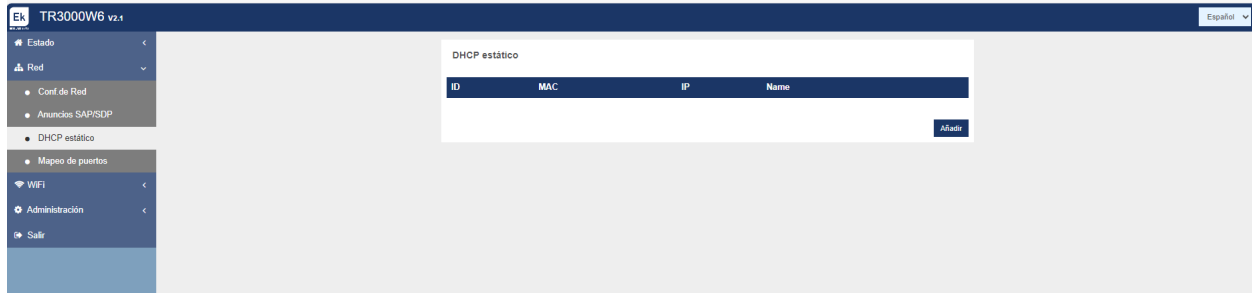 Ek TR3000W6 V2.1 Español
Estado
Red
Conf.de Red
Anuncios SAP/SDP
DHCP estático
Mapeo de puertos
WiFi
Administración
Salir
DHCP estático
ID MAC IP Name
Añadir